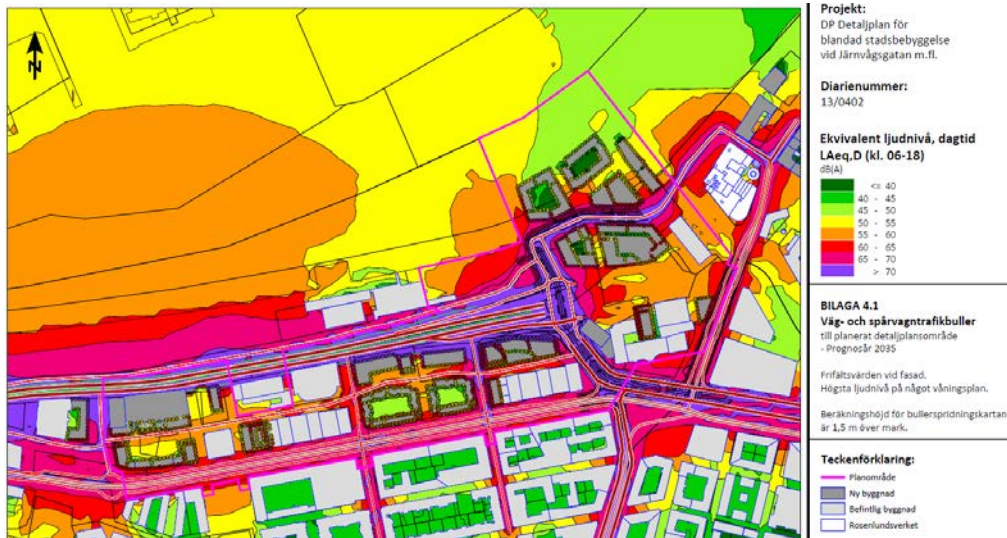 N
Projekt:
DP Detaljplan för
blandad stadsbebyggelse
vid Järnvågsgatan m.fl.
Diarienummer:
13/0402
Ekvivalent ljudnivå, dagtid
LAeq,D (kl. 06-18)
dB(A)
<= 40
40 - 45
45 - 50
50 - 55
55 - 60
60 - 65
65 - 70
> 70
BILAGA 4.1
Väg- och spårvagntrafikbuller
till planerat detaljplansområde
- Prognosår 2035
Frifältsvärden vid fasad.
Högsta ljudnivå på något våningsplan.
Beräkningshöjd för bullerspridningskartan
är 1,5 m över mark.
Teckenförklaring:
Planområde
Ny byggnad
Befintlig byggnad
Rosenlundsverket